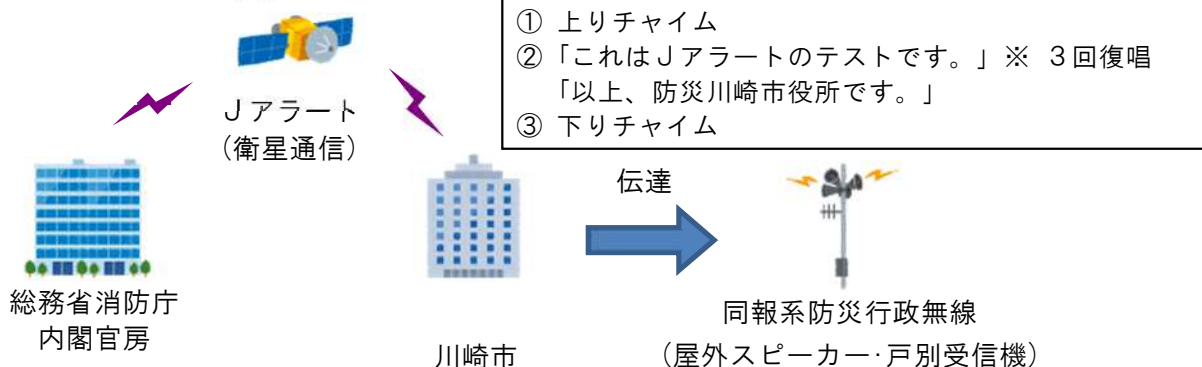 ① 上りチャイム
②「これはJアラートのテストです。」※ 3回復唱
「以上、防災川崎市役所です。」
③ 下りチャイム
Jアラート
(衛星通信)
伝達
総務省消防庁
内閣官房
川崎市
同報系防災行政無線
(屋外スピーカー・戸別受信機)